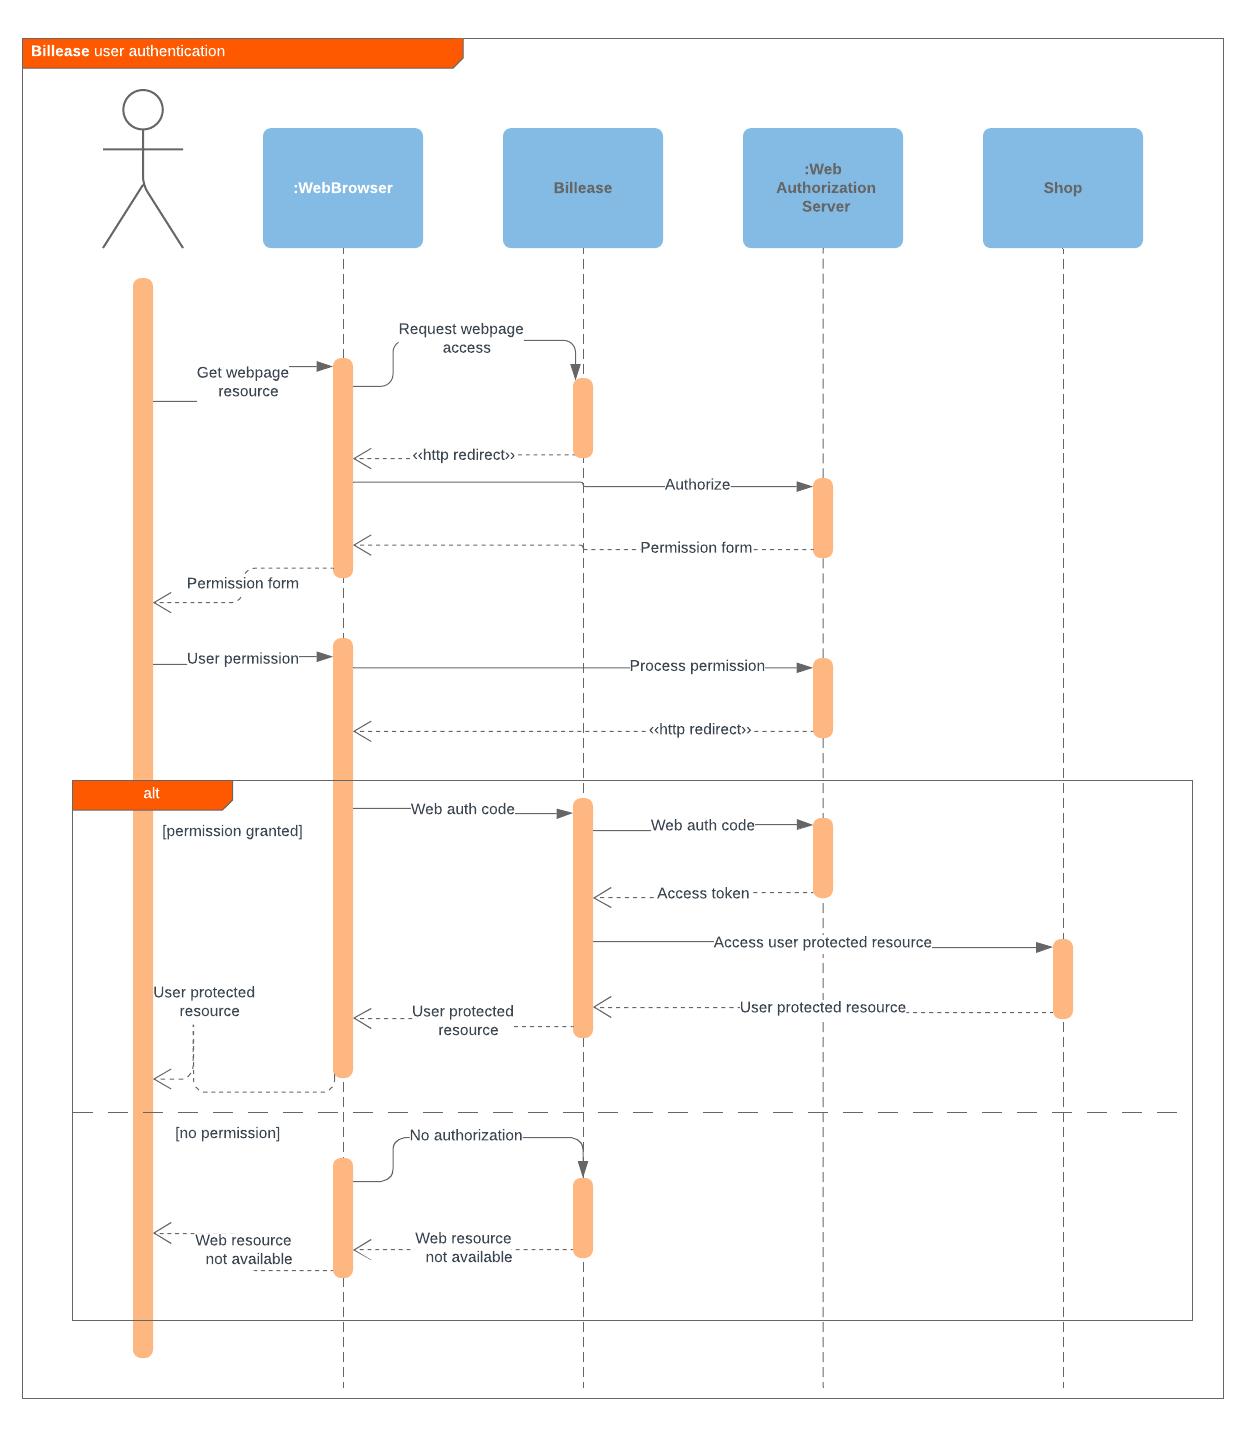 Billease user authentication
:WebBrowser
Billease
:Web
Authorization
Server
Shop
Request webpage
access
Get webpage
resource
‹‹http redirect››
Authorize
Permission form
Permission form
User permission
Process permission
‹‹http redirect››
alt
Web auth code
Web auth code
[permission granted]
Access token
Access user protected resource
User protected
resource
User protected resource
User protected
resource
[no permission]
No authorization
Web resource
not available
Web resource
not available